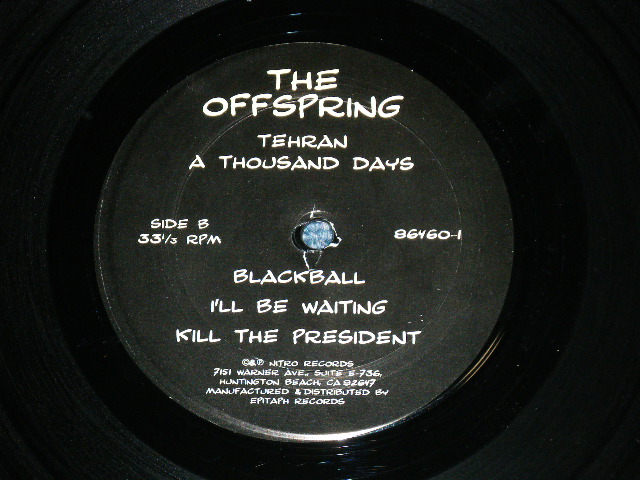 THE
OFFSPRING
TEHRAN
A THOUSAND DAYS
SIDE B
33⅓ RPM
86460-1
BLACKBALL
I'LL BE WAITING
KILL THE PRESIDENT
©&℗ NITRO RECORDS
7151 WARNER AVE., SUITE E-736,
HUNTINGTON BEACH, CA 92647
MANUFACTURED & DISTRIBUTED BY
EPITAPH RECORDS